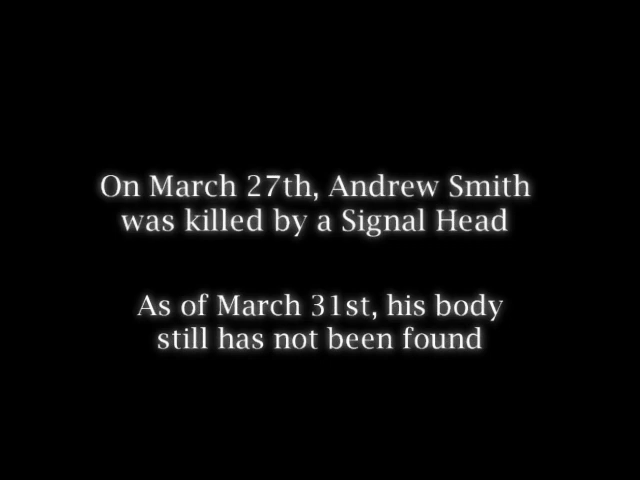 On March 27th, Andrew Smith
was killed by a Signal Head
As of March 31st, his body
still has not been found